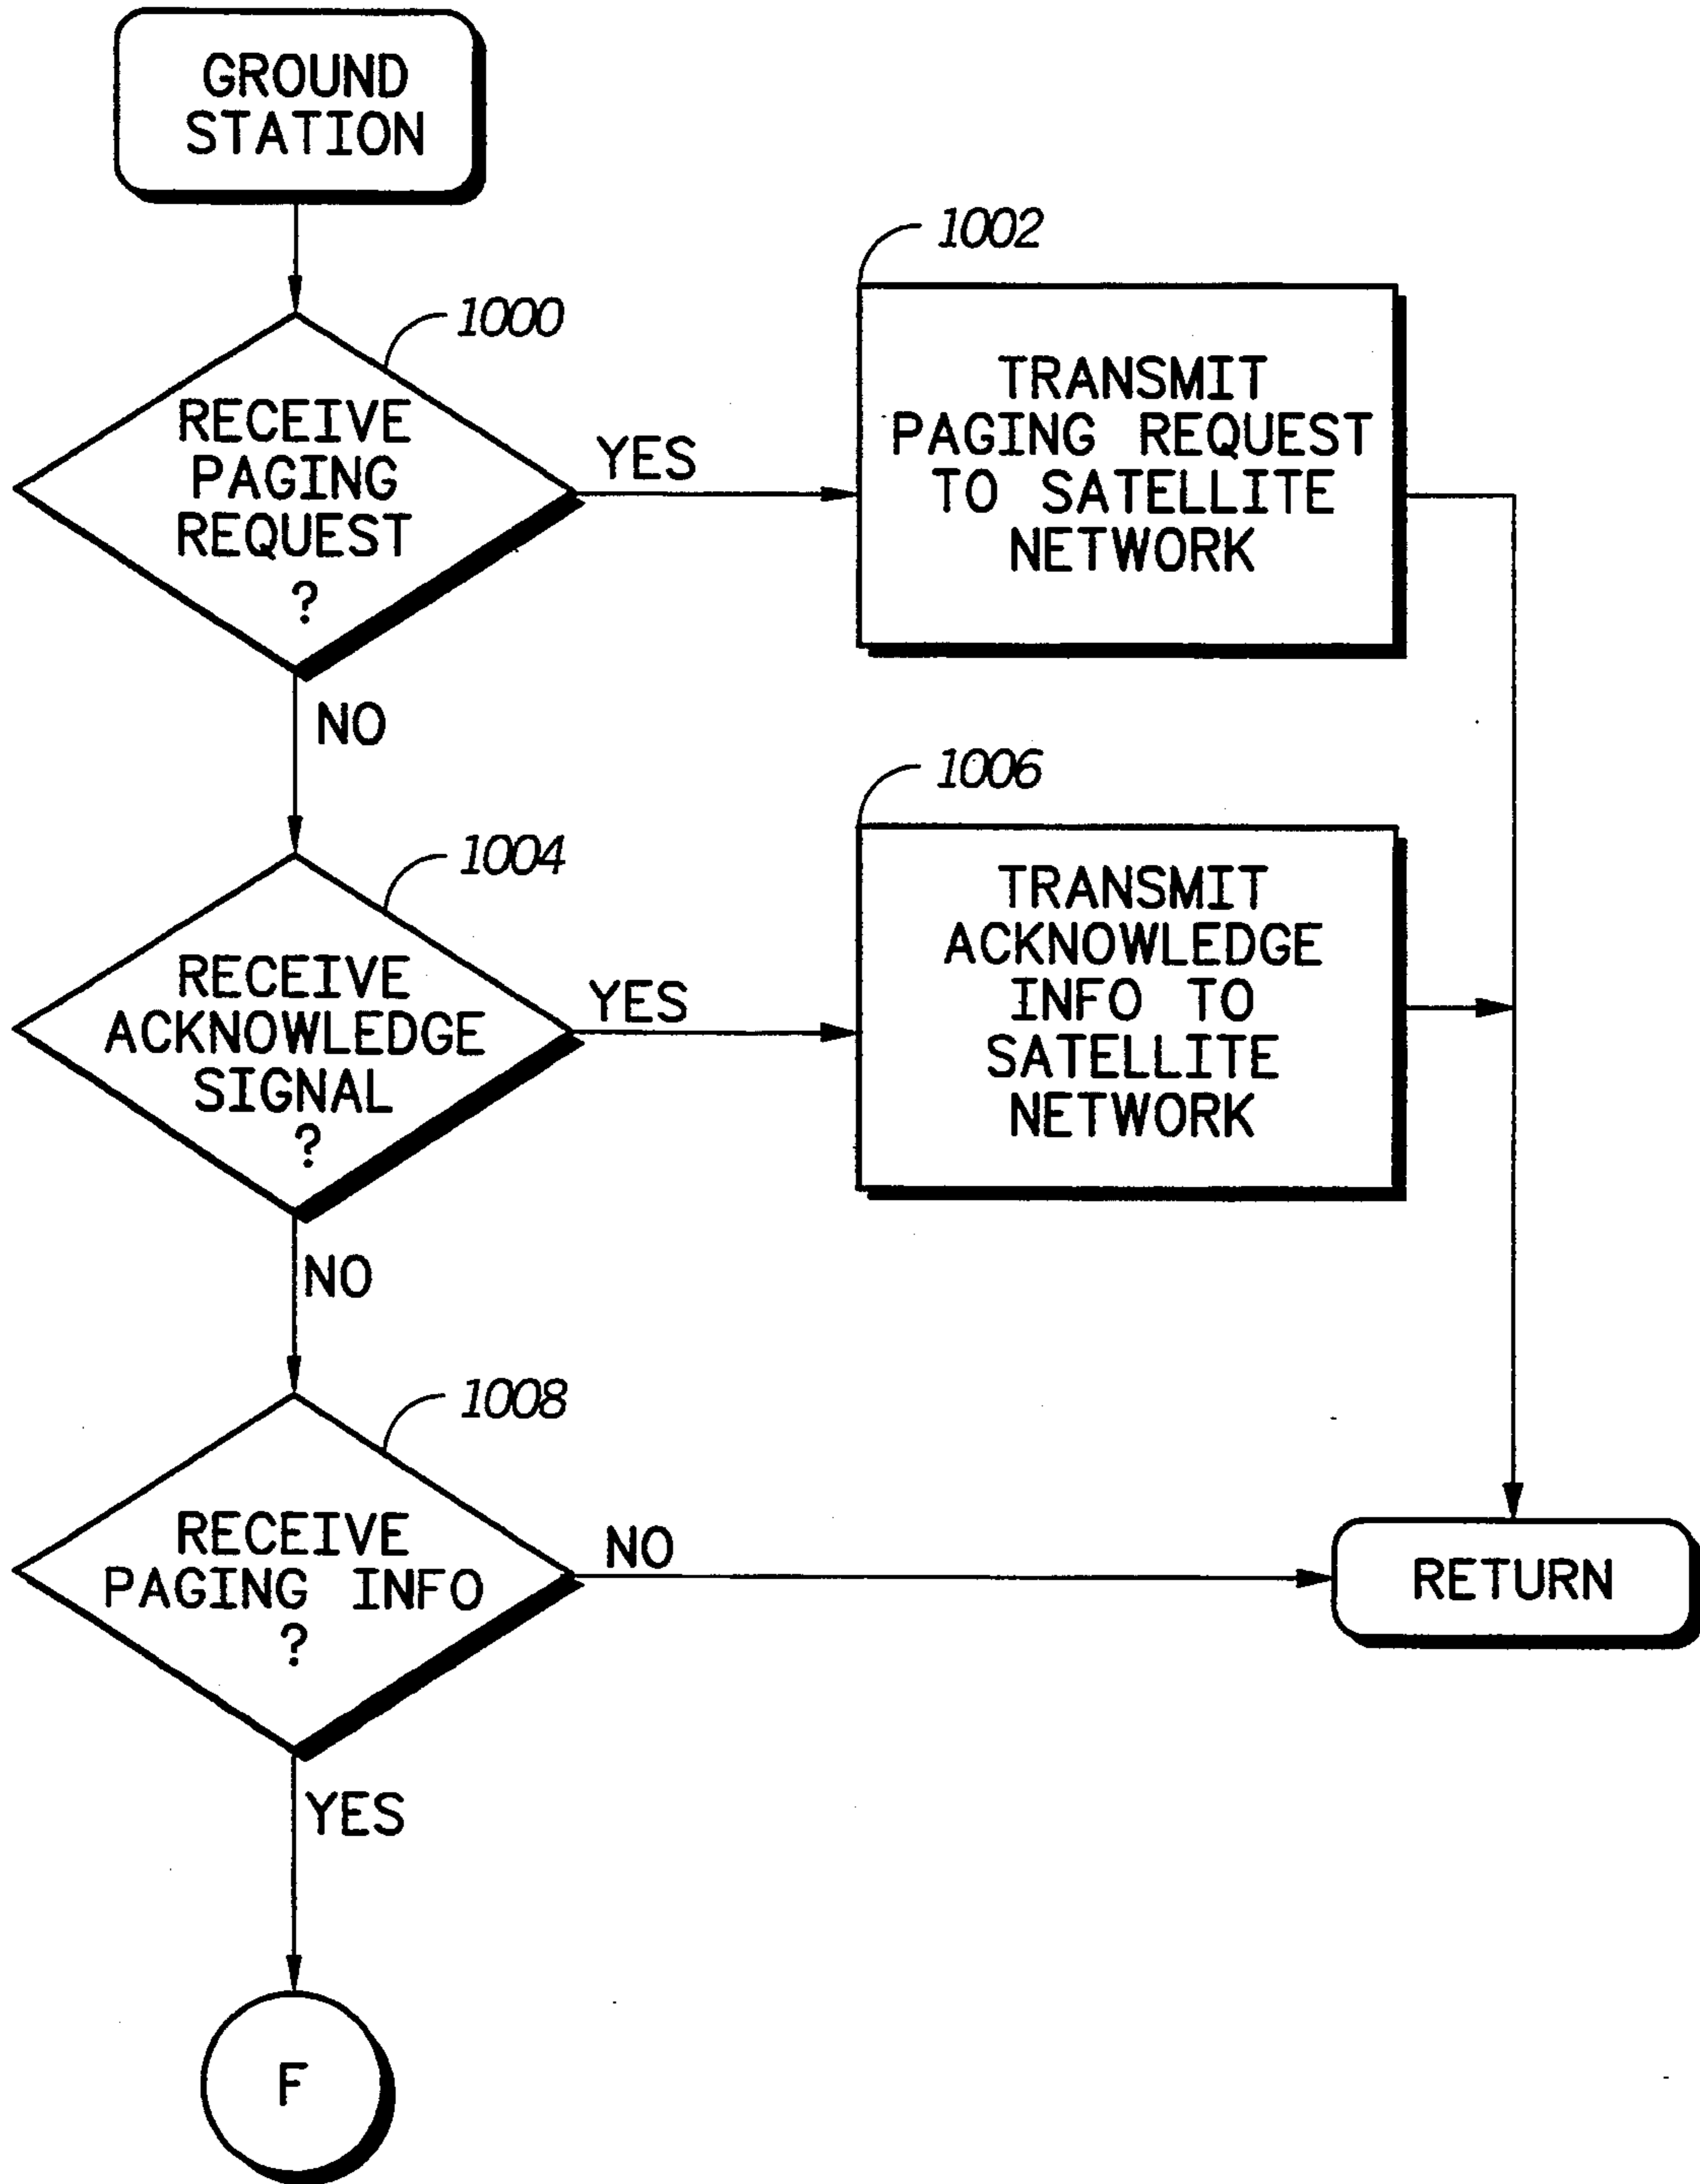 GROUND
STATION
1000
RECEIVE
PAGING
REQUEST
?
YES
1002
TRANSMIT
PAGING REQUEST
TO SATELLITE
NETWORK
NO
1004
RECEIVE
ACKNOWLEDGE
SIGNAL
?
YES
1006
TRANSMIT
ACKNOWLEDGE
INFO TO
SATELLITE
NETWORK
NO
1008
RECEIVE
PAGING INFO
?
NO
RETURN
YES
F